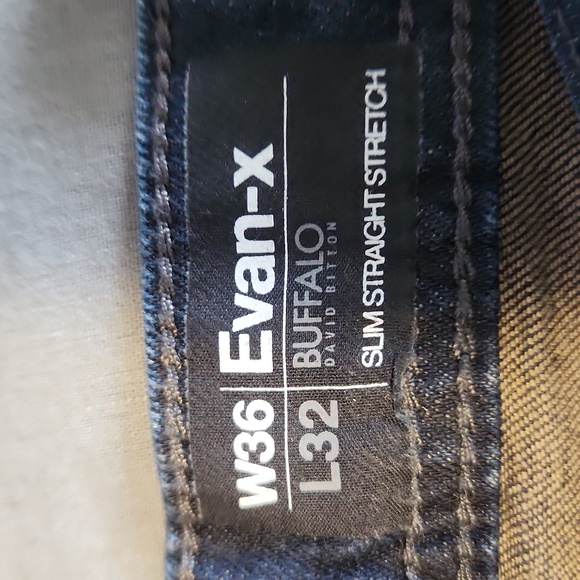 W36 Evan-x
L32 BUFFALO
DAVID BITTON
SLIM STRAIGHT STRETCH